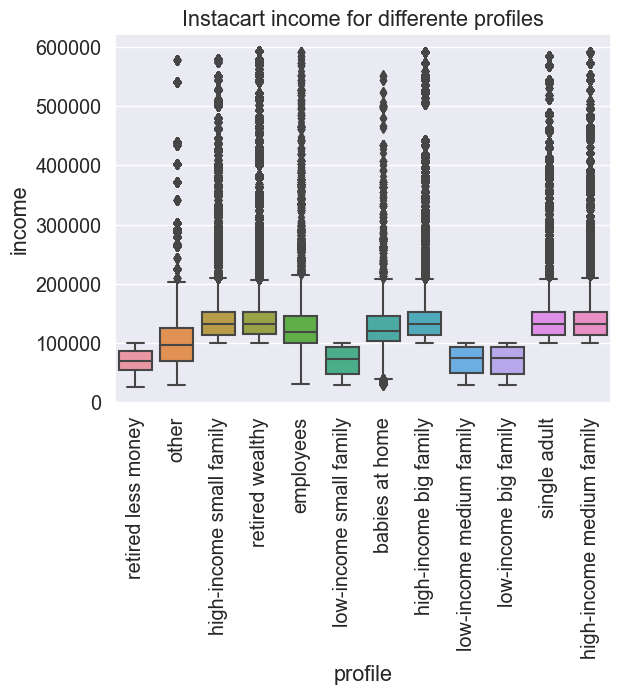 Instacart income for differente profiles
600000
500000
400000
300000
200000
100000
0
income
retired less money
other
high-income small family
retired wealthy
employees
low-income small family
babies at home
high-income big family
low-income medium family
low-income big family
single adult
high-income medium family
profile